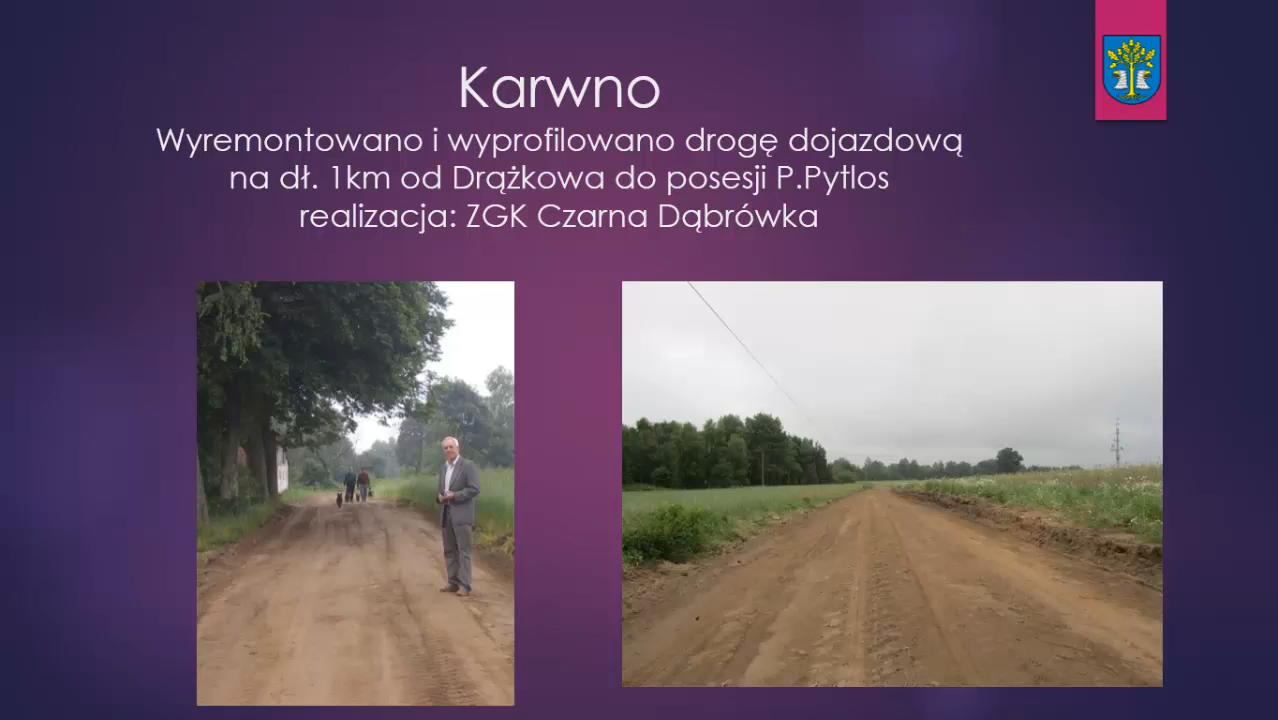 Karwno
Wyremontowano i wyprofilowano drogę dojazdową
na dł. 1km od Drążkowa do posesji P.Pytlos
realizacja: ZGK Czarna Dąbrówka